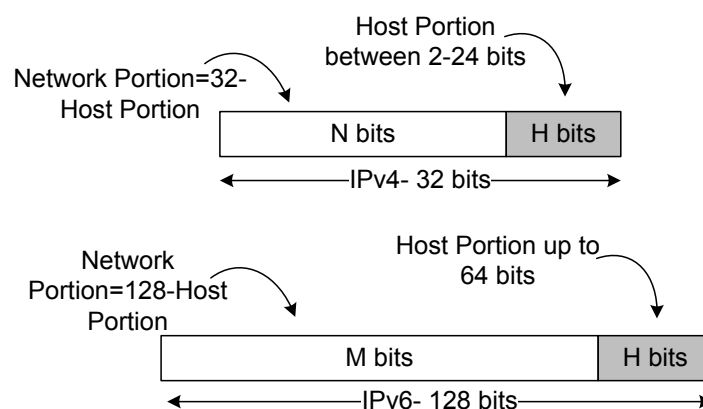 Host Portion
between 2-24 bits
Network Portion=32-
Host Portion
N bits
H bits
IPv4- 32 bits
Host Portion up to
64 bits
Network
Portion=128-Host
Portion
M bits
H bits
IPv6- 128 bits